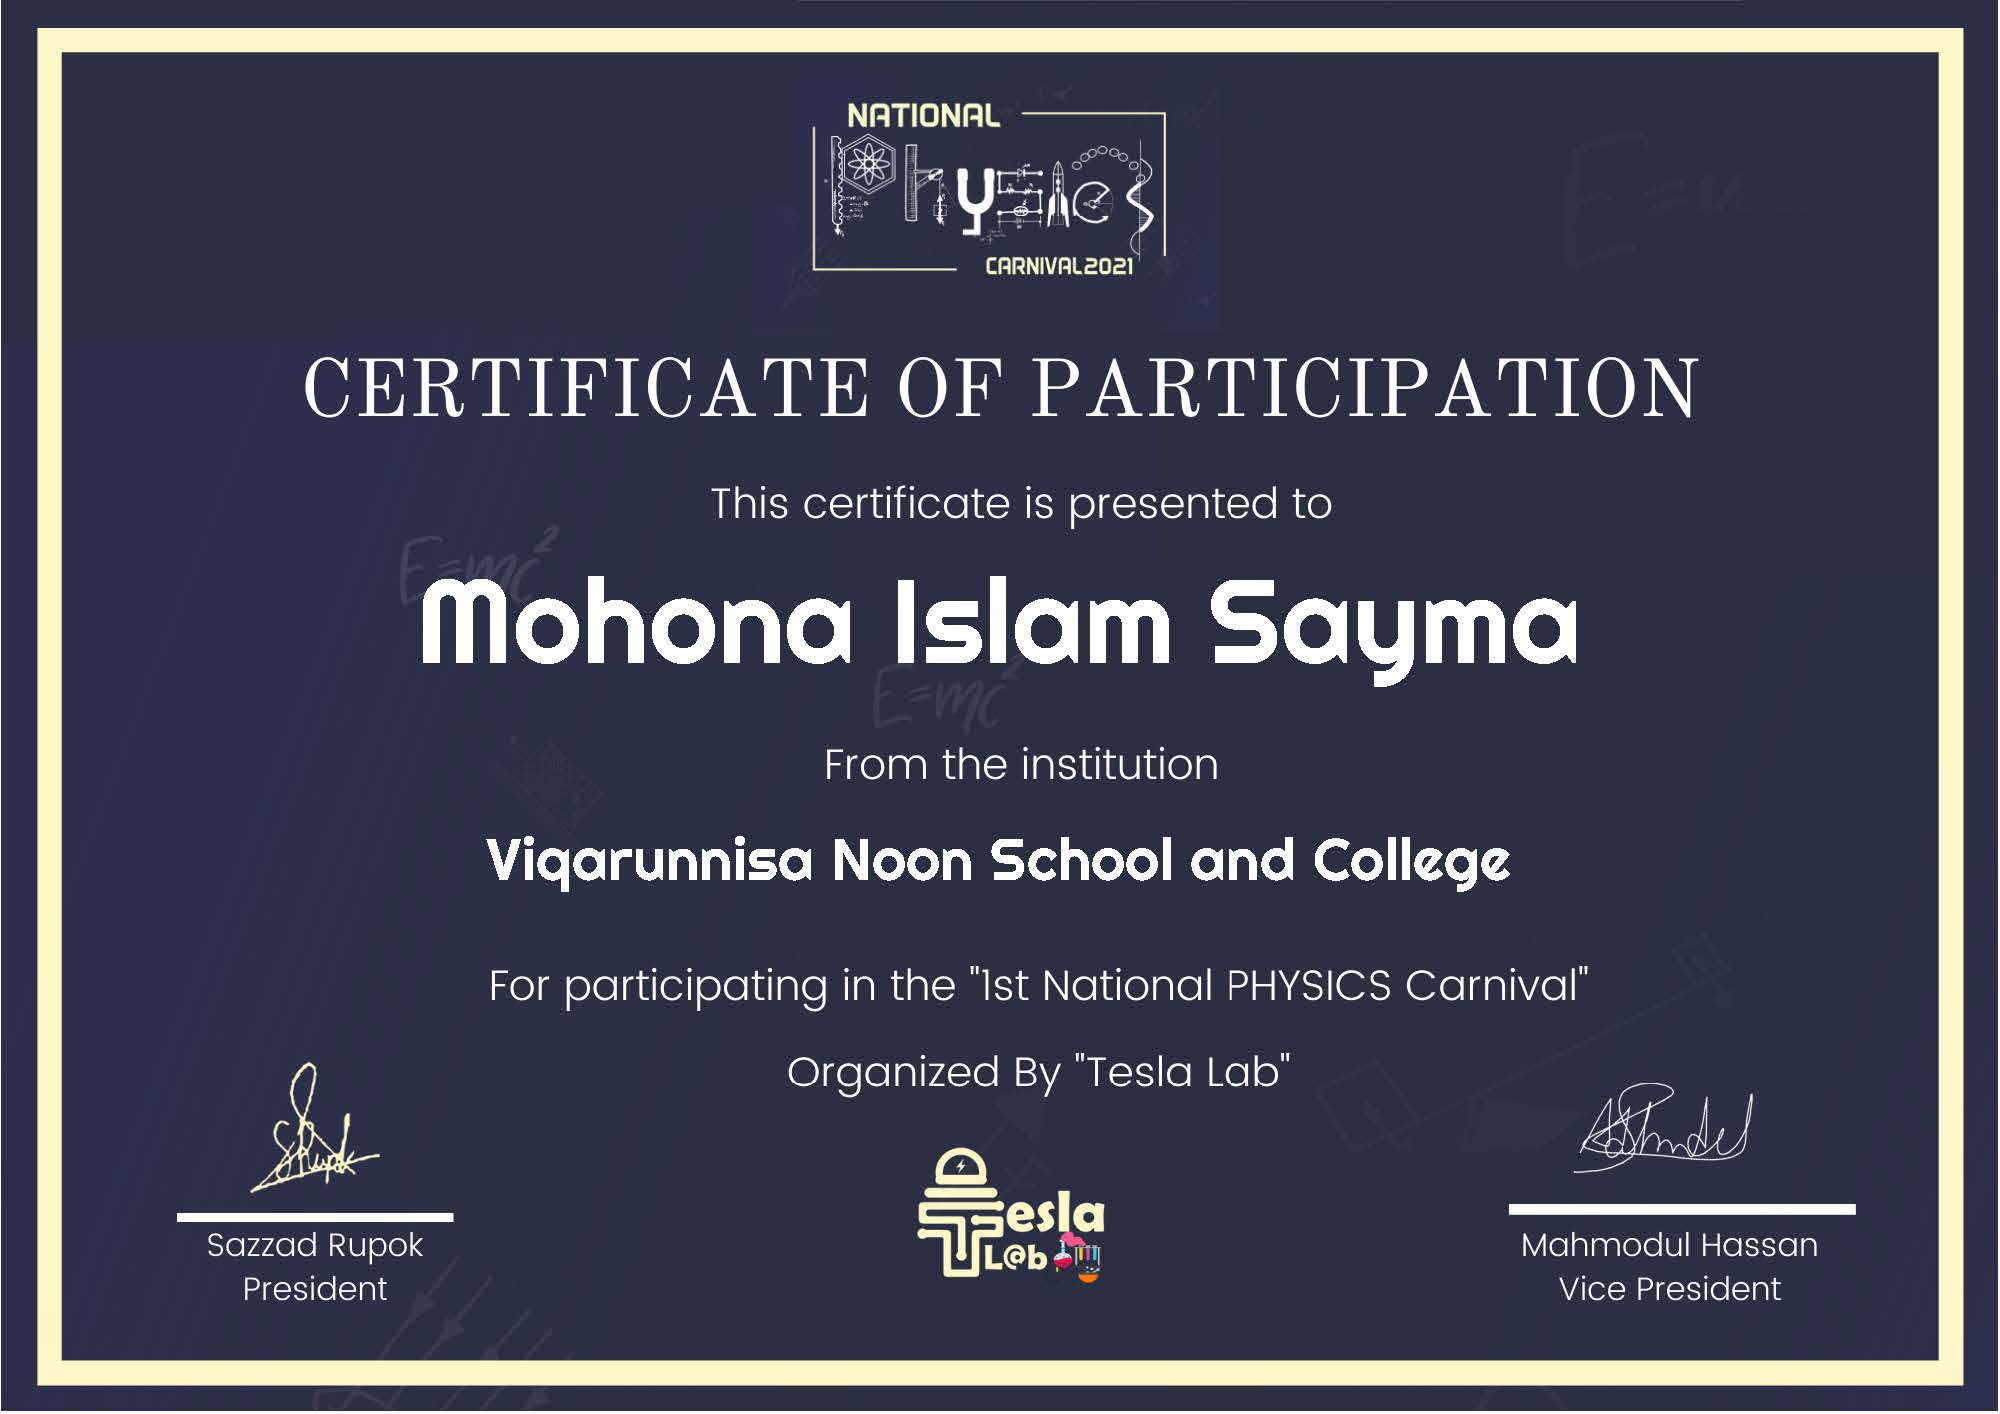 NATIONAL
Physics
CARNIVAL2021
CERTIFICATE OF PARTICIPATION
This certificate is presented to
E=mc²
Mohona Islam Sayma
E=mc²
From the institution
Viqarunnisa Noon School and College
For participating in the "1st National PHYSICS Carnival"
Organized By "Tesla Lab"
Tesla
L@b
Sazzad Rupok
President
Mahmodul Hassan
Vice President